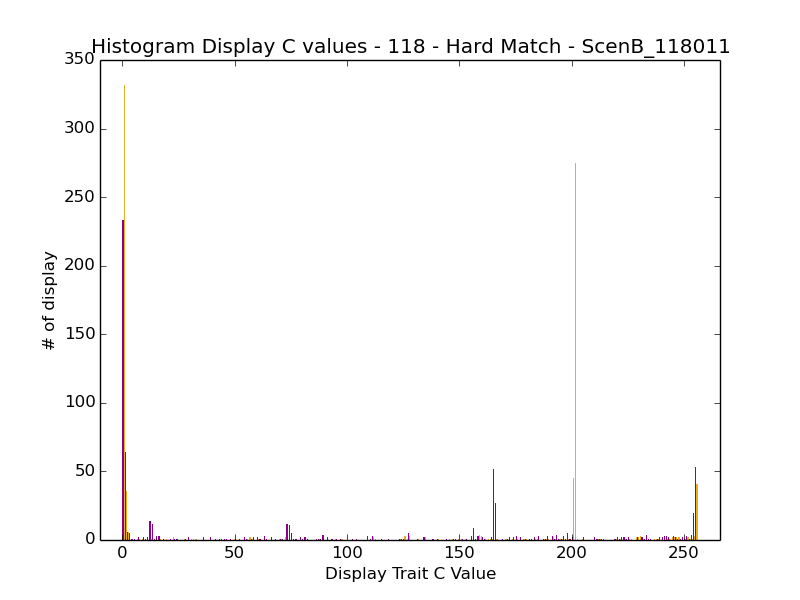 Histogram Display C values - 118 - Hard Match - ScenB_118011
350
300
250
200
150
100
50
0
# of display
0 50 100 150 200 250
Display Trait C Value